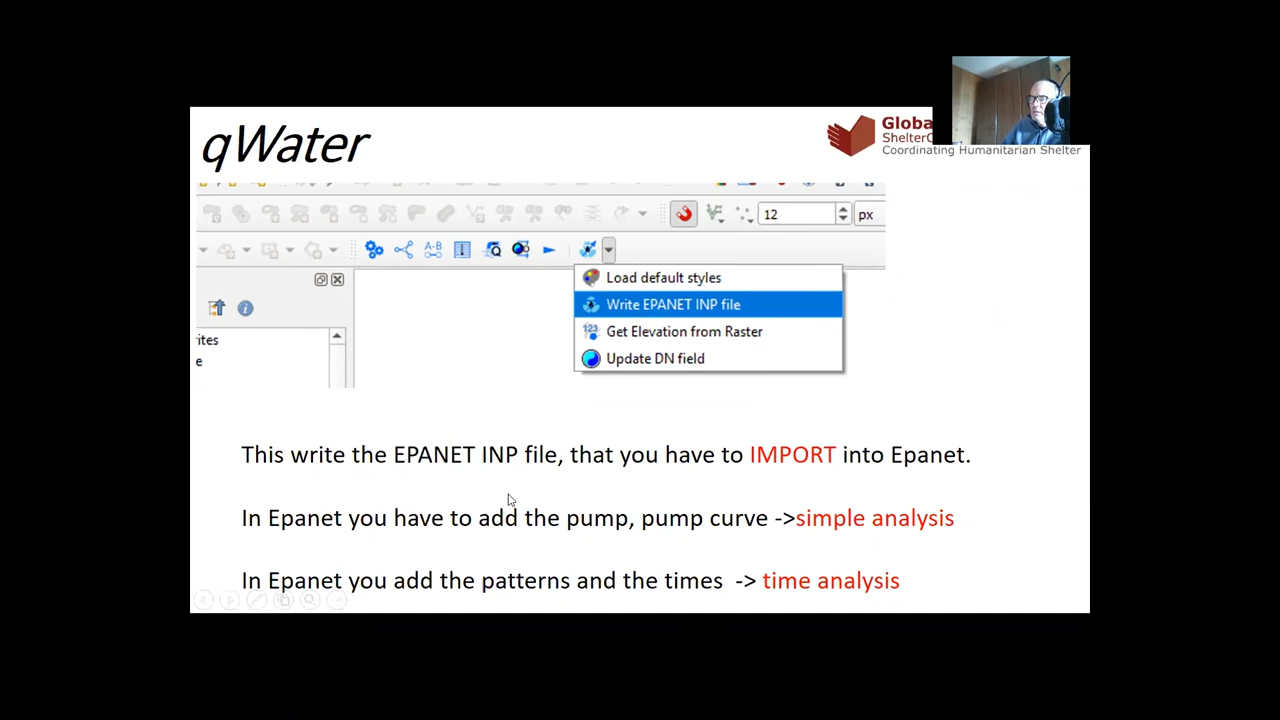 qWater
Globa
Shelter
Coordinating Humanitarian Shelter
12
px
A-B
Load default styles
Write EPANET INP file
123
Get Elevation from Raster
Update DN field
rites
e
This write the EPANET INP file, that you have to IMPORT into Epanet.
In Epanet you have to add the pump, pump curve ->simple analysis
In Epanet you add the patterns and the times -> time analysis